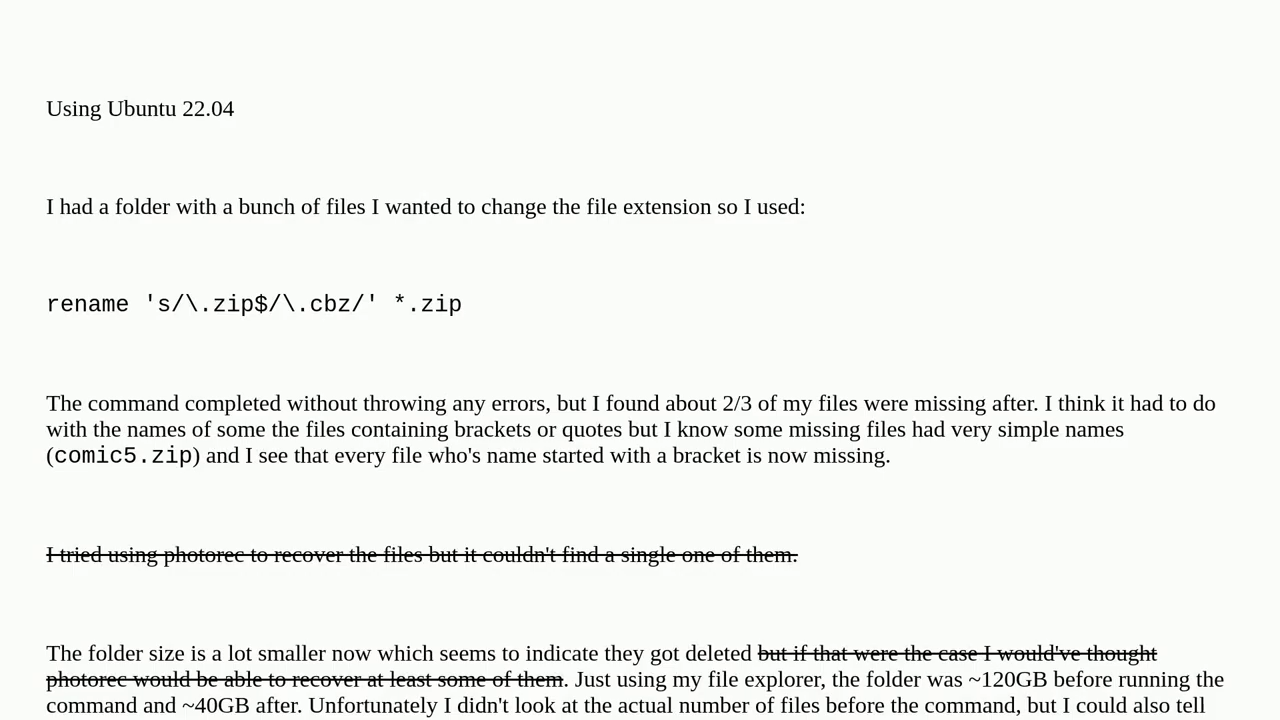 Using Ubuntu 22.04
I had a folder with a bunch of files I wanted to change the file extension so I used:
rename 's/\.zip$/\.cbz/' *.zip
The command completed without throwing any errors, but I found about 2/3 of my files were missing after. I think it had to do
with the names of some the files containing brackets or quotes but I know some missing files had very simple names
(comic5.zip) and I see that every file who's name started with a bracket is now missing.
I tried using photorec to recover the files but it couldn't find a single one of them.
The folder size is a lot smaller now which seems to indicate they got deleted but if that were the case I would've thought
photorec would be able to recover at least some of them. Just using my file explorer, the folder was ~120GB before running the
command and ~40GB after. Unfortunately I didn't look at the actual number of files before the command, but I could also tell